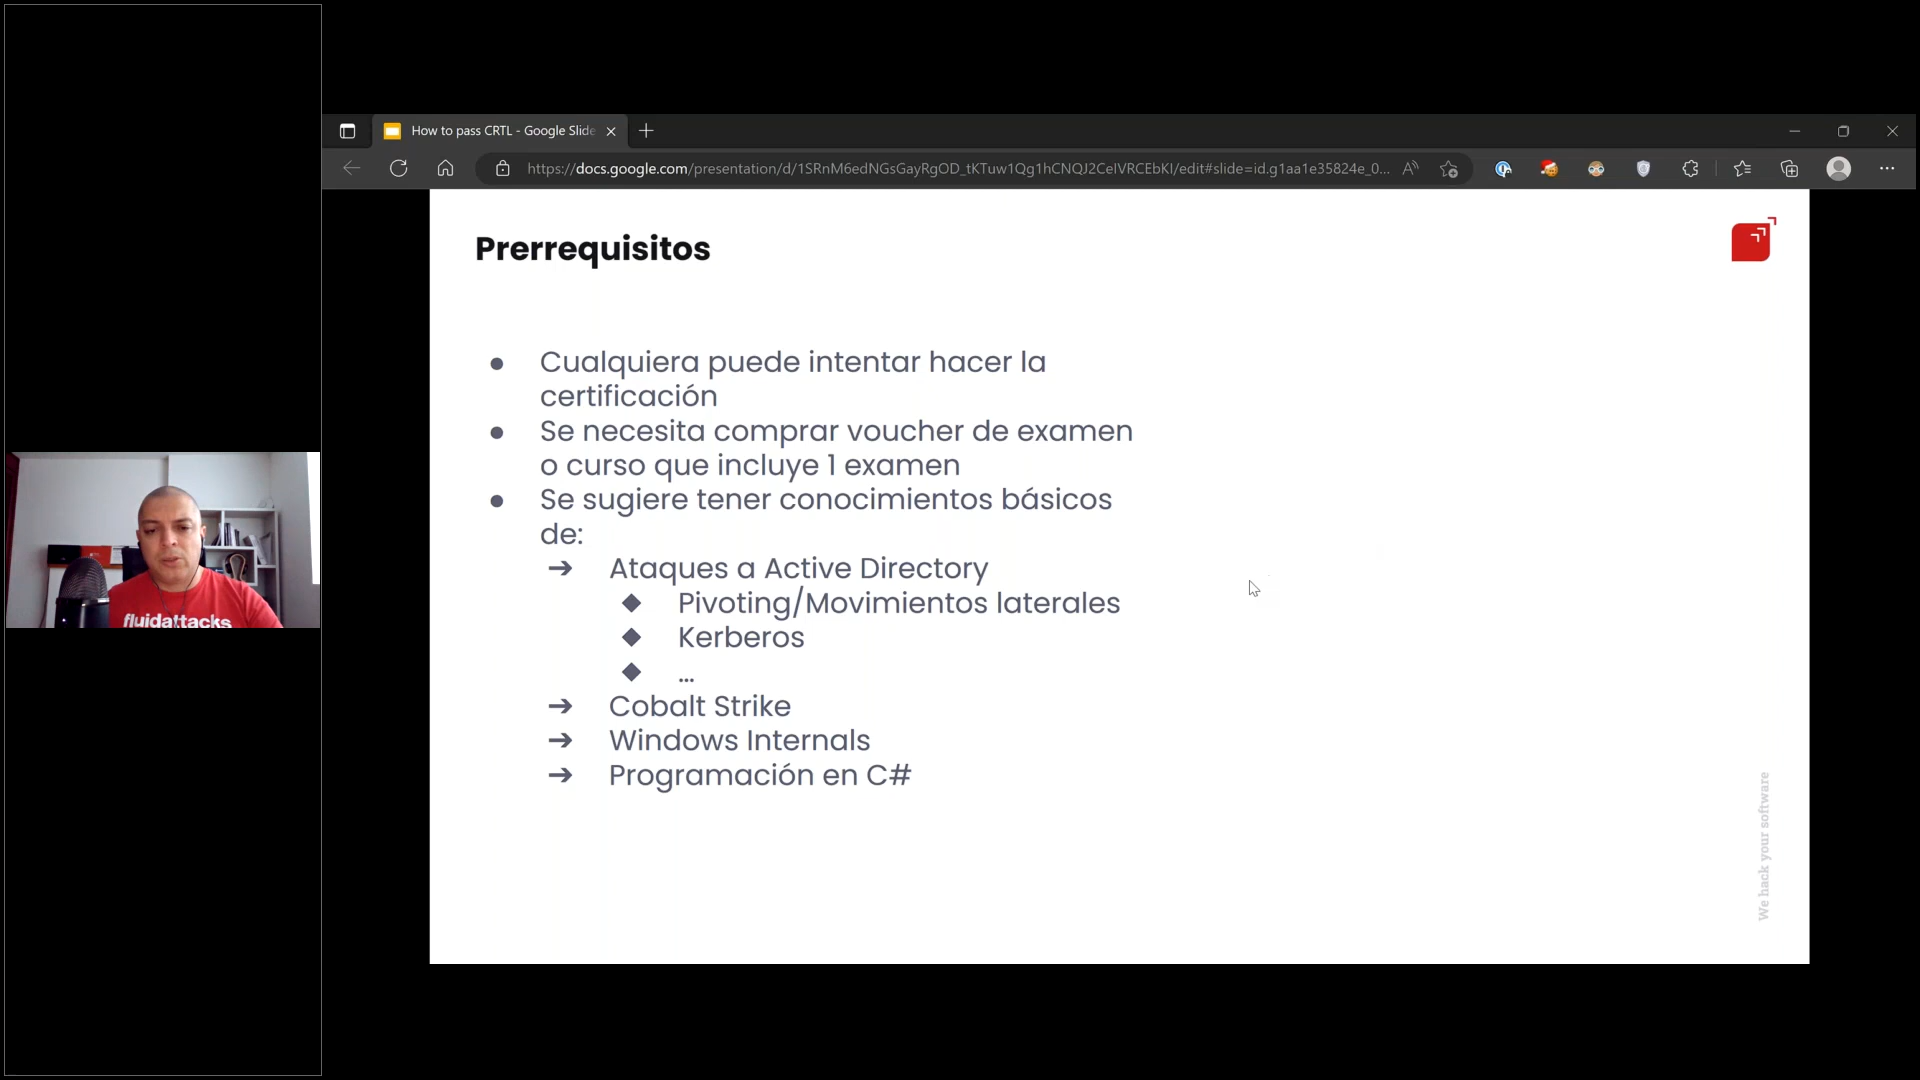 How to pass CRTL - Google Slide
https://docs.google.com/presentation/d/1SRnM6edNGsGayRgOD_tKTuw1Qg1hCNQJ2CeIVRCEbKI/edit#slide=id.g1aa1e35824e_0...
Prerrequisitos
● Cualquiera puede intentar hacer la
certificación
● Se necesita comprar voucher de examen
o curso que incluye 1 examen
● Se sugiere tener conocimientos básicos
de:
➔ Ataques a Active Directory
◆ Pivoting/Movimientos laterales
◆ Kerberos
◆ ...
➔ Cobalt Strike
➔ Windows Internals
➔ Programación en C#
We hack your software
fluidattacks